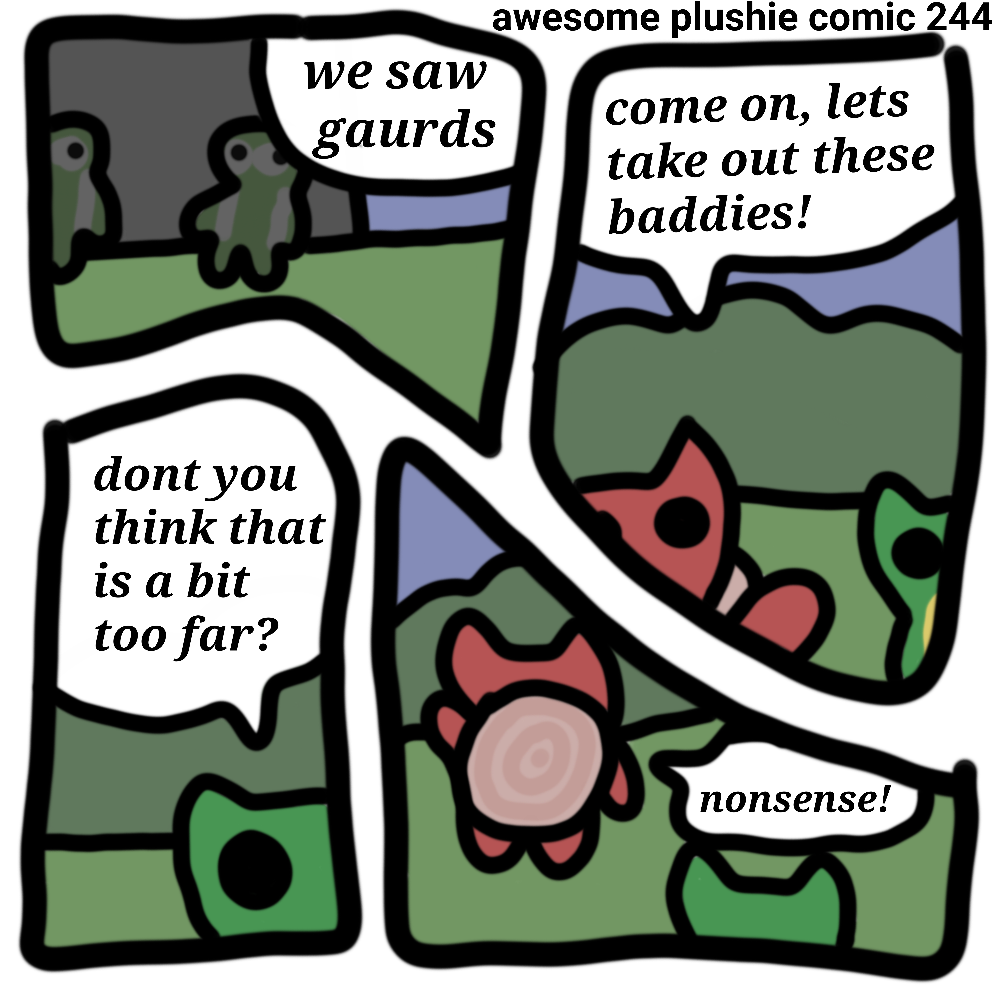 awesome plushie comic 244
we saw
gaurds
come on, lets
take out these
baddies!
dont you
think that
is a bit
too far?
nonsense!